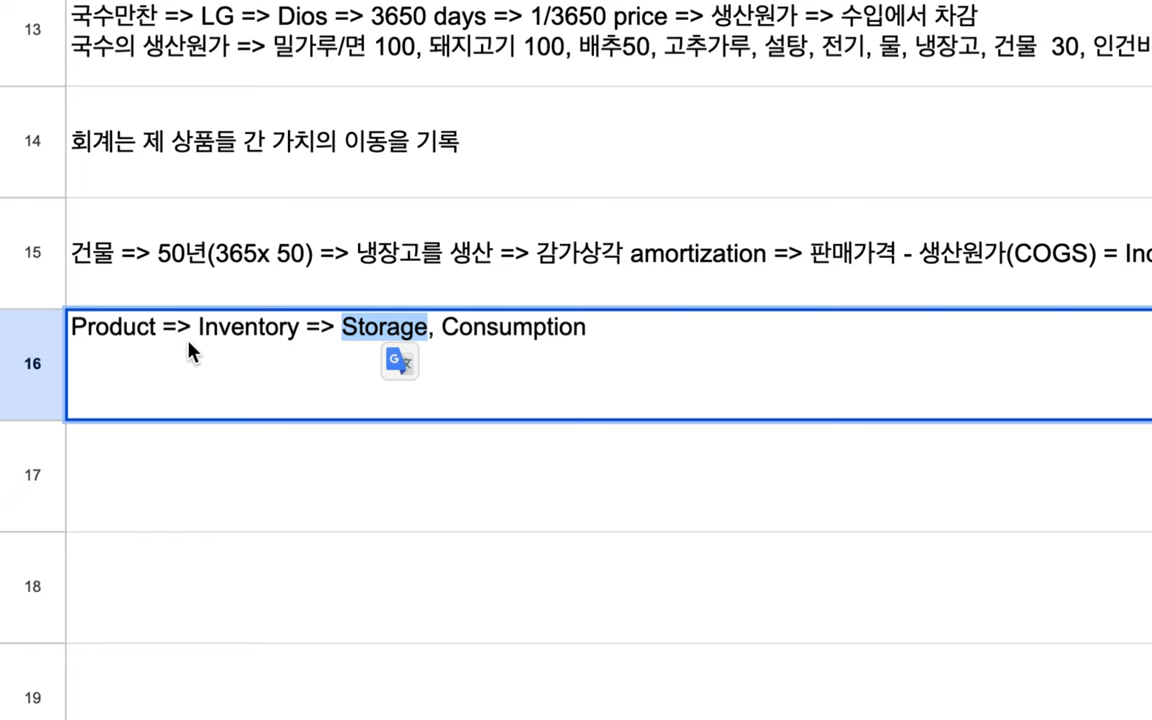 13
국수만찬 => LG => Dios => 3650 days => 1/3650 price => 생산원가 => 수입에서 차감
국수의 생산원가 => 밀가루/면 100, 돼지고기 100, 배추50, 고추가루, 설탕, 전기, 물, 냉장고, 건물  30, 인건비
14
회계는 제 상품들 간 가치의 이동을 기록
15
건물 => 50년(365x 50) => 냉장고를 생산 => 감가상각 amortization => 판매가격 - 생산원가(COGS) = Inc
16
Product => Inventory => Storage, Consumption
17
18
19